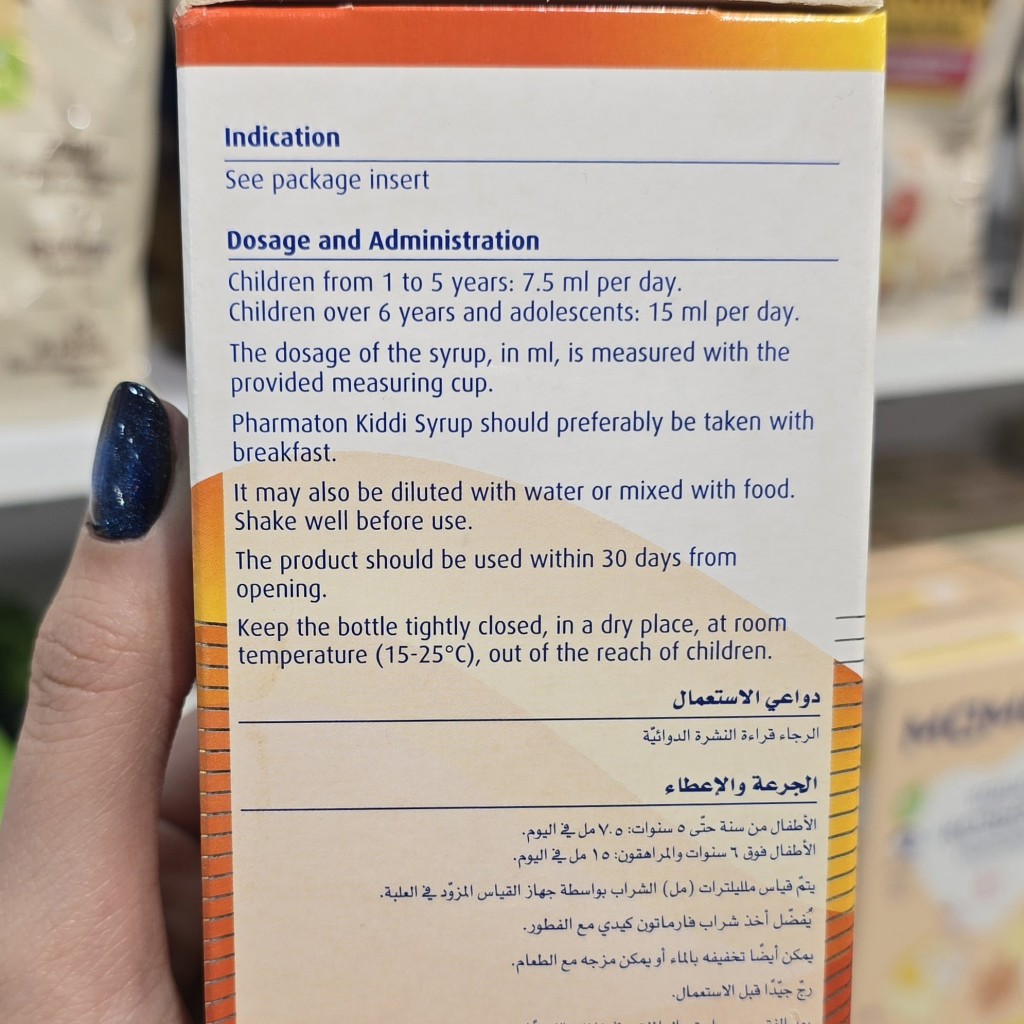 Indication
See package insert
Dosage and Administration
Children from 1 to 5 years: 7.5 ml per day.
Children over 6 years and adolescents: 15 ml per day.
The dosage of the syrup, in ml, is measured with the
provided measuring cup.
Pharmaton Kiddi Syrup should preferably be taken with
breakfast.
It may also be diluted with water or mixed with food.
Shake well before use.
The product should be used within 30 days from
opening.
Keep the bottle tightly closed, in a dry place, at room
temperature (15-25°C), out of the reach of children.
دواعي الاستعمال
الرجاء قراءة النشرة الدوائيّة
الجرعة والإعطاء
الأطفال من سنة حتّى ٥ سنوات: ٧.٥ مل في اليوم.
الأطفال فوق ٦ سنوات والمراهقون: ١٥ مل في اليوم.
يتمّ قياس ملليلترات (مل) الشراب بواسطة جهاز القياس المزوّد في العلبة.
يُفضّل أخذ شراب فارماتون كيدي مع الفطور.
يمكن أيضًا تخفيفه بالماء أو يمكن مزجه مع الطعام.
رجّ جيّدًا قبل الاستعمال.